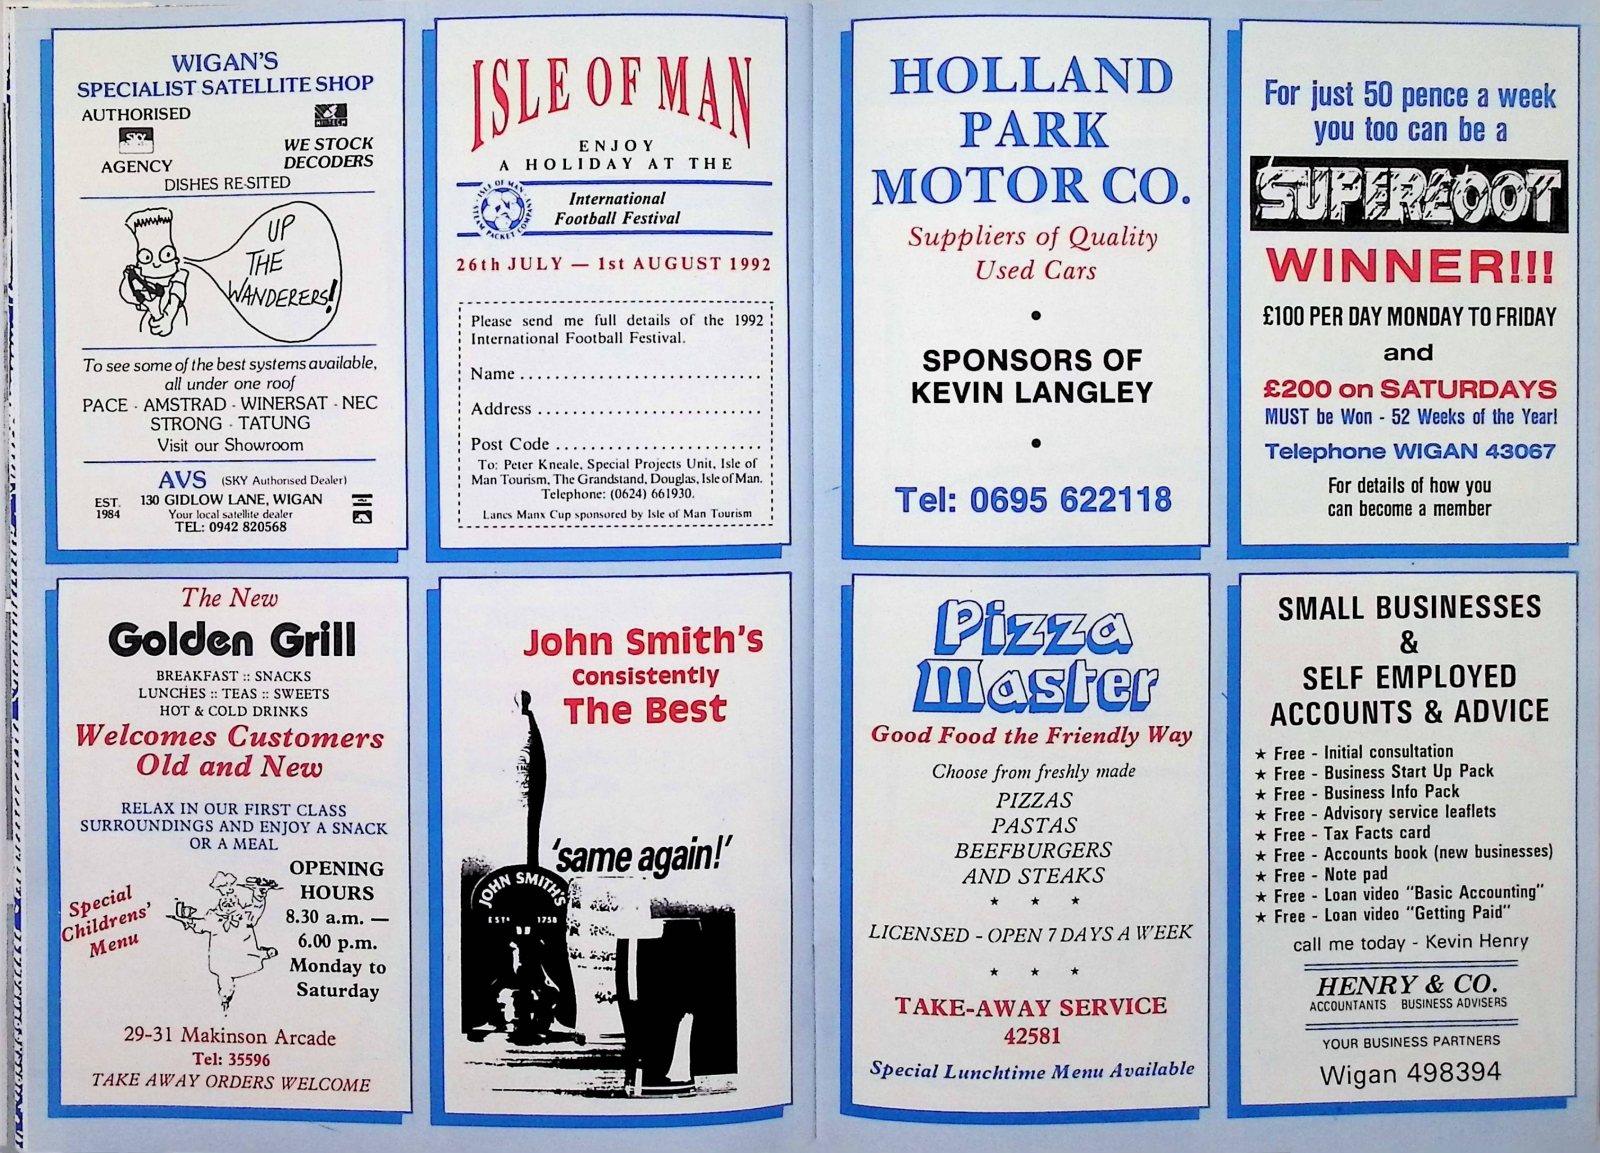 WIGAN'S
SPECIALIST SATELLITE SHOP
AUTHORISED
SKY
AGENCY
WE STOCK
DECODERS
DISHES RE-SITED
UP
THE
WANDERERS!
To see some of the best systems available,
all under one roof
PACE - AMSTRAD - WINERSAT - NEC
STRONG - TATUNG
Visit our Showroom
AVS (SKY Authorised Dealer)
EST.
1984
130 GIDLOW LANE, WIGAN
Your local satellite dealer
TEL: 0942 820568
ISLE OF MAN
ENJOY
A HOLIDAY AT THE
ISLE OF MAN
STEAM PACKET COMPANY
International
Football Festival
26th JULY — 1st AUGUST 1992
Please send me full details of the 1992
International Football Festival.
Name ............................
Address ..........................
Post Code ........................
To: Peter Kneale, Special Projects Unit, Isle of
Man Tourism, The Grandstand, Douglas, Isle of Man.
Telephone: (0624) 661930.
Lancs Manx Cup sponsored by Isle of Man Tourism
HOLLAND
PARK
MOTOR CO.
Suppliers of Quality
Used Cars
•
SPONSORS OF
KEVIN LANGLEY
•
Tel: 0695 622118
For just 50 pence a week
you too can be a
SUPERLOOT
WINNER!!!
£100 PER DAY MONDAY TO FRIDAY
and
£200 on SATURDAYS
MUST be Won - 52 Weeks of the Year!
Telephone WIGAN 43067
For details of how you
can become a member
The New
Golden Grill
BREAKFAST :: SNACKS
LUNCHES :: TEAS :: SWEETS
HOT & COLD DRINKS
Welcomes Customers
Old and New
RELAX IN OUR FIRST CLASS
SURROUNDINGS AND ENJOY A SNACK
OR A MEAL
Special
Childrens'
Menu
OPENING
HOURS
8.30 a.m. —
6.00 p.m.
Monday to
Saturday
29-31 Makinson Arcade
Tel: 35596
TAKE AWAY ORDERS WELCOME
John Smith's
Consistently
The Best
'same again!'
JOHN SMITH'S
ESTD 1758
Pizza
Master
Good Food the Friendly Way
Choose from freshly made
PIZZAS
PASTAS
BEEFBURGERS
AND STEAKS
★ ★ ★
LICENSED - OPEN 7 DAYS A WEEK
★ ★ ★
TAKE-AWAY SERVICE
42581
Special Lunchtime Menu Available
SMALL BUSINESSES
&
SELF EMPLOYED
ACCOUNTS & ADVICE
★ Free - Initial consultation
★ Free - Business Start Up Pack
★ Free - Business Info Pack
★ Free - Advisory service leaflets
★ Free - Tax Facts card
★ Free - Accounts book (new businesses)
★ Free - Note pad
★ Free - Loan video "Basic Accounting"
★ Free - Loan video "Getting Paid"
call me today - Kevin Henry
HENRY & CO.
ACCOUNTANTS BUSINESS ADVISERS
YOUR BUSINESS PARTNERS
Wigan 498394